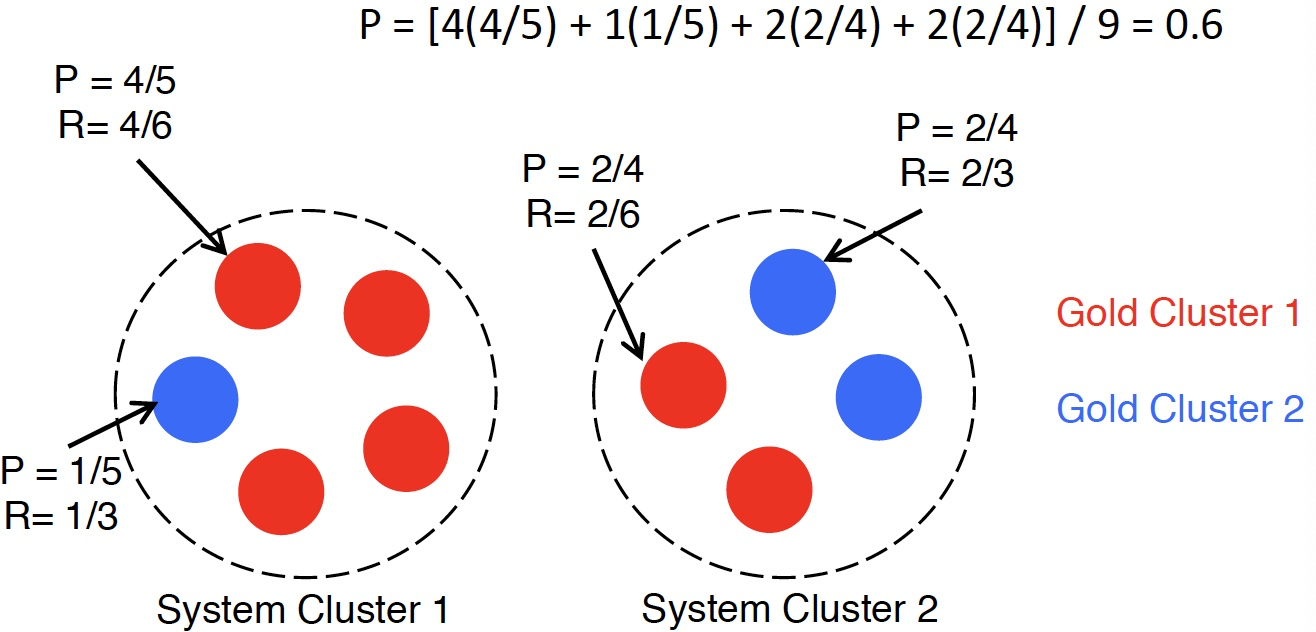 P = [4(4/5) + 1(1/5) + 2(2/4) + 2(2/4)] / 9 = 0.6
P = 4/5
R= 4/6
P = 2/4
R= 2/6
P = 2/4
R= 2/3
Gold Cluster 1
Gold Cluster 2
P = 1/5
R= 1/3
System Cluster 1
System Cluster 2